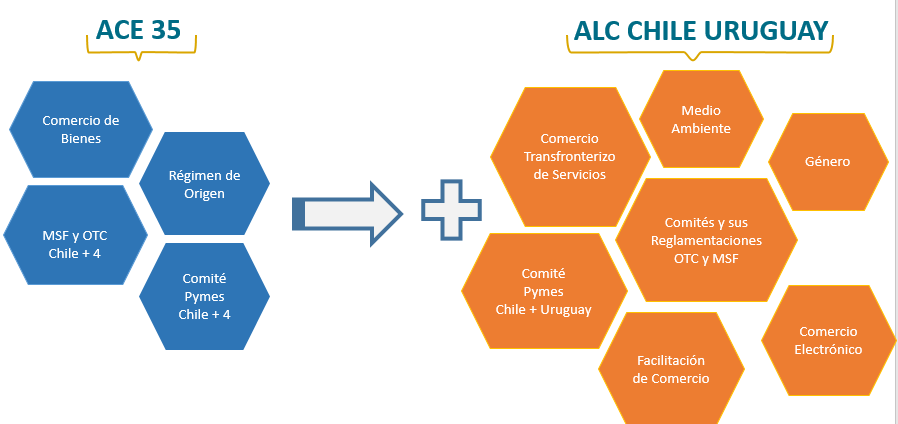 ACE 35
Comercio de
Bienes
Régimen de
Origen
MSF y OTC
Chile + 4
Comité
Pymes
Chile + 4
ALC CHILE URUGUAY
Comercio
Transfronterizo
de Servicios
Medio
Ambiente
Género
Comités y sus
Reglamentaciones
OTC y MSF
Comité
Pymes
Chile + Uruguay
Facilitación
de Comercio
Comercio
Electrónico